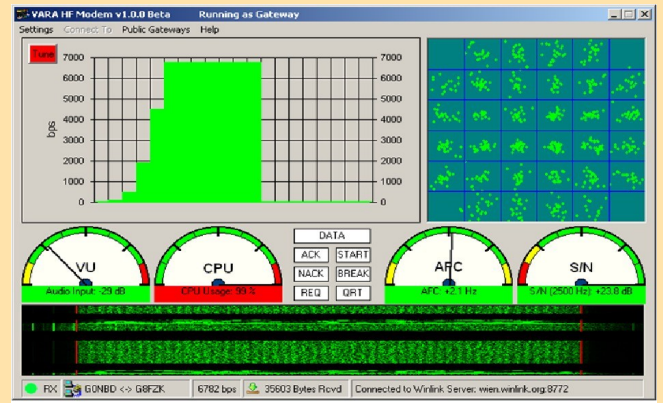 VARA HF Modem v1.0.0 Beta Running as Gateway
Settings Connect To Public Gateways Help
Tune
7000
6000
5000
4000
3000
2000
1000
0
bps
7000
6000
5000
4000
3000
2000
1000
0
VU
Audio input: -29 dB
CPU
CPU Usage: 99 %
DATA
ACK START
NACK BREAK
REQ QRT
AFC
AFC: +2.1 Hz
S/N
S/N (2500 Hz): +23.8 dB
RX G0NBD <-> G8FZK 6782 bps 35603 Bytes Rcvd Connected to Winlink Server: wien.winlink.org:8772